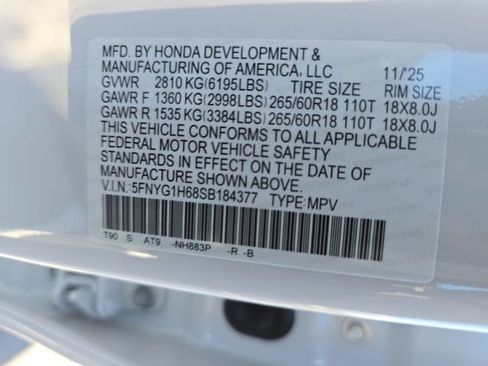 MFD. BY HONDA DEVELOPMENT &
MANUFACTURING OF AMERICA, LLC 11/'25
GVWR 2810 KG(6195LBS) TIRE SIZE RIM SIZE
GAWR F 1360 KG(2998LBS) 265/60R18 110T 18X8.0J
GAWR R 1535 KG(3384LBS) 265/60R18 110T 18X8.0J
THIS VEHICLE CONFORMS TO ALL APPLICABLE
FEDERAL MOTOR VEHICLE SAFETY
STANDARDS IN EFFECT ON THE DATE OF
MANUFACTURE SHOWN ABOVE.
V.I.N.:5FNYG1H68SB184377 TYPE:MPV
T90 S AT9 -NH883P -R -B